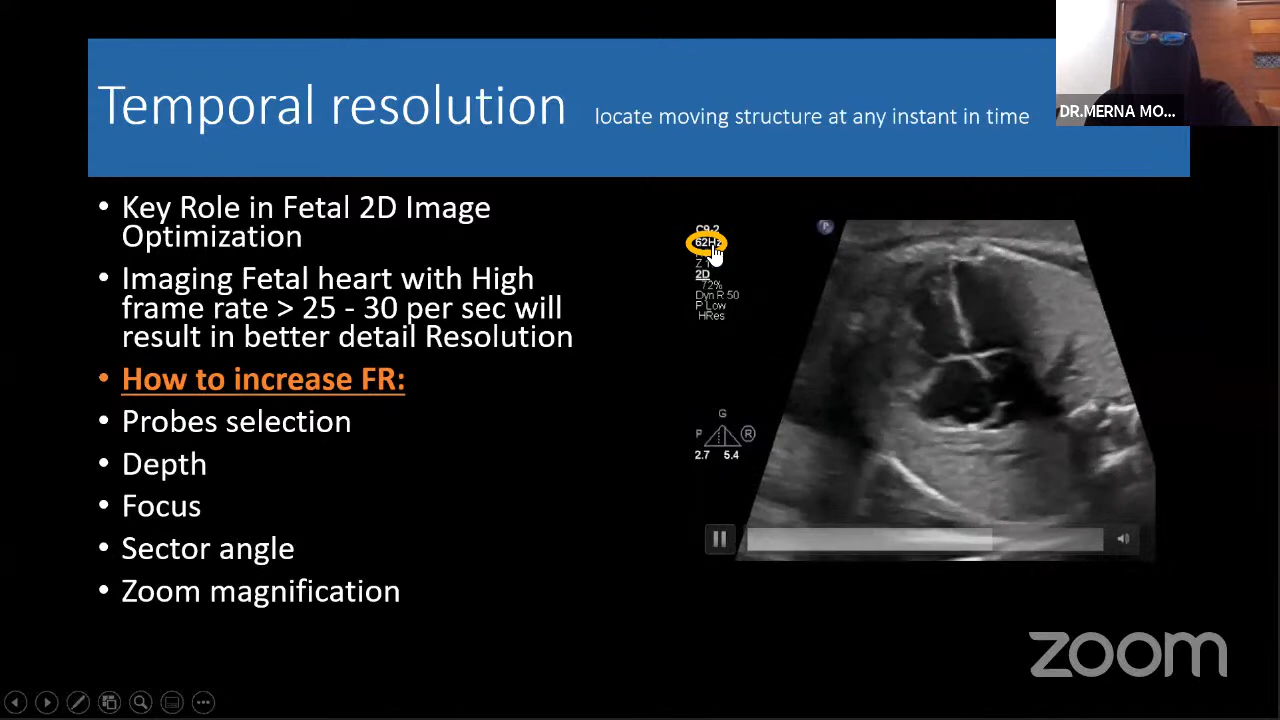 Temporal resolution locate moving structure at any instant in time
DR.MERNA MO...
• Key Role in Fetal 2D Image
Optimization
• Imaging Fetal heart with High
frame rate > 25 - 30 per sec will
result in better detail Resolution
• How to increase FR:
• Probes selection
• Depth
• Focus
• Sector angle
• Zoom magnification
C9-2
62Hz
2D
72%
Dyn R 50
P Low
HRes
P
G
P R
2.7 5.4
zoom